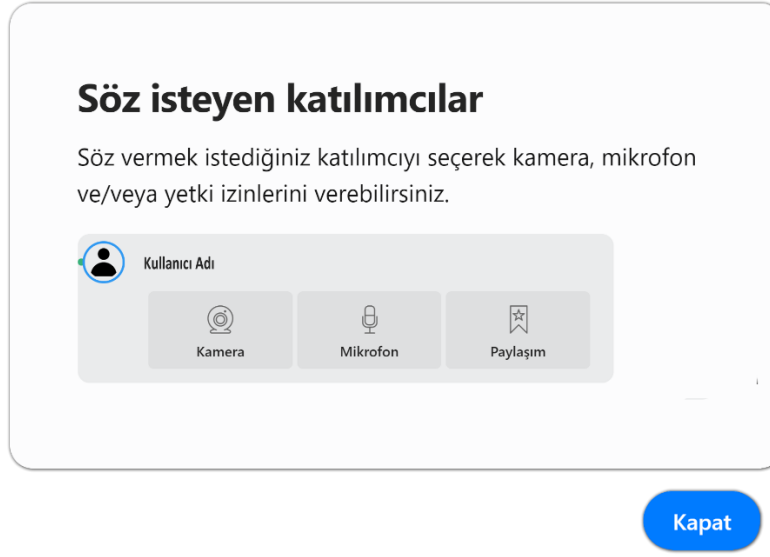 Söz isteyen katılımcılar
Söz vermek istediğiniz katılımcıyı seçerek kamera, mikrofon
ve/veya yetki izinlerini verebilirsiniz.
Kullanıcı Adı
Kamera
Mikrofon
Paylaşım
Kapat